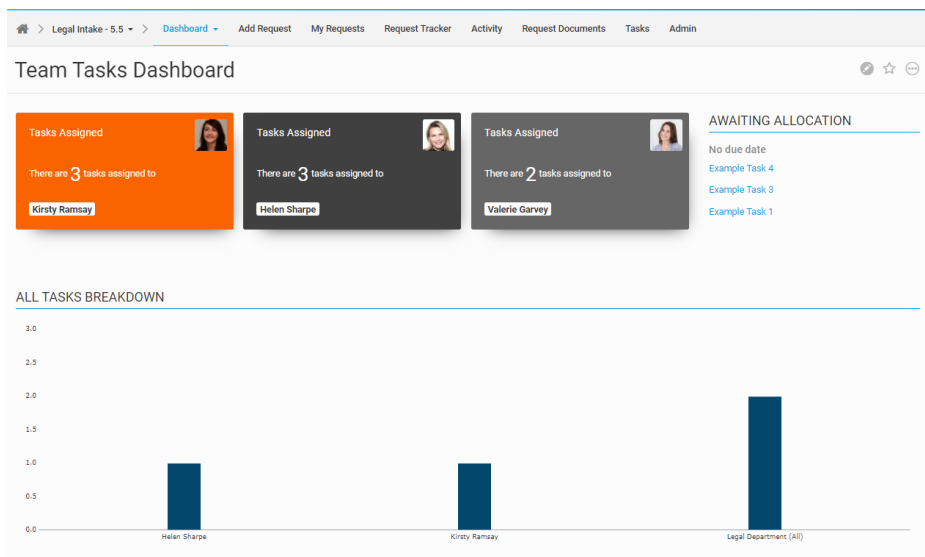 Legal Intake - 5.5
Dashboard
Add Request
My Requests
Request Tracker
Activity
Request Documents
Tasks
Admin
Team Tasks Dashboard
Tasks Assigned
There are 3 tasks assigned to
Kirsty Ramsay
Tasks Assigned
There are 3 tasks assigned to
Helen Sharpe
Tasks Assigned
There are 2 tasks assigned to
Valerie Garvey
AWAITING ALLOCATION
No due date
Example Task 4
Example Task 3
Example Task 1
ALL TASKS BREAKDOWN
3.0
2.5
2.0
1.5
1.0
0.5
0.0
Helen Sharpe
Kirsty Ramsay
Legal Department (All)